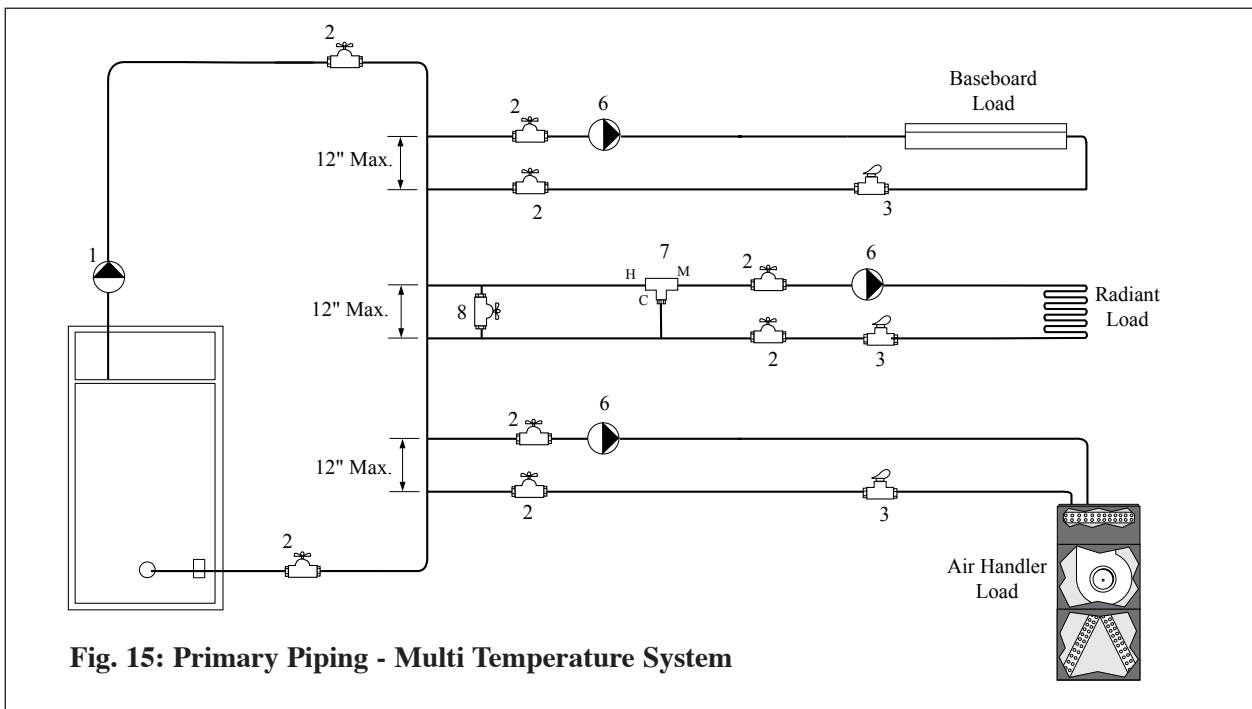 2
Baseboard
Load
2
6
12" Max.
2
3
1
7
H
M
2
6
C
12" Max.
8
Radiant
Load
2
3
2
6
12" Max.
2
3
2
Air Handler
Load
Fig. 15: Primary Piping - Multi Temperature System